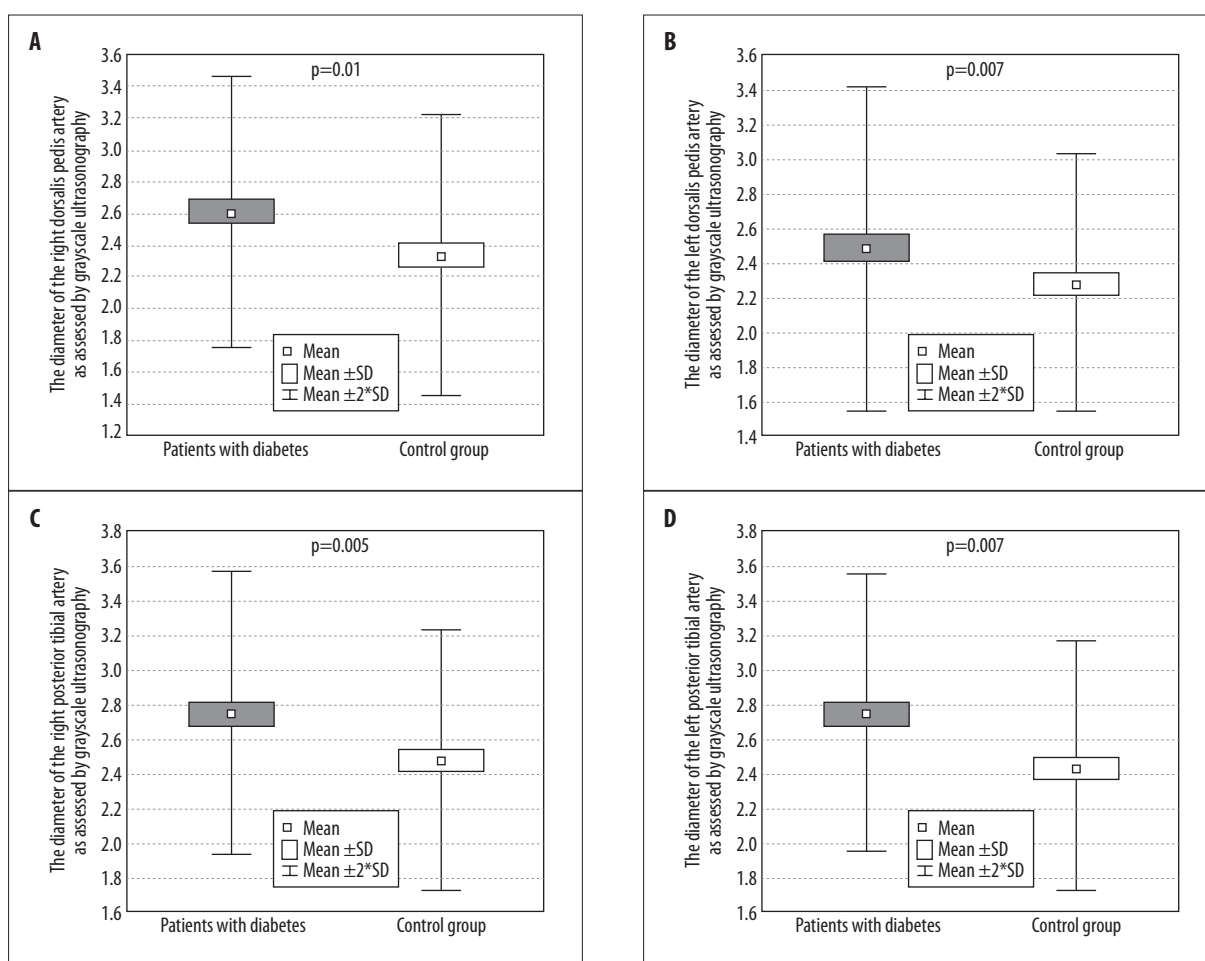 A
p=0.01
The diameter of the right dorsalis pedis artery
as assessed by grayscale ultrasonography
3.6
3.4
3.2
3.0
2.8
2.6
2.4
2.2
2.0
1.8
1.6
1.4
1.2
Mean
Mean ±SD
Mean ±2*SD
Patients with diabetes
Control group
B
p=0.007
The diameter of the left dorsalis pedis artery
as assessed by grayscale ultrasonography
3.6
3.4
3.2
3.0
2.8
2.6
2.4
2.2
2.0
1.8
1.6
1.4
Mean
Mean ±SD
Mean ±2*SD
Patients with diabetes
Control group
C
p=0.005
The diameter of the right posterior tibial artery
as assessed by grayscale ultrasonography
3.8
3.6
3.4
3.2
3.0
2.8
2.6
2.4
2.2
2.0
1.8
1.6
Mean
Mean ±SD
Mean ±2*SD
Patients with diabetes
Control group
D
p=0.007
The diameter of the left posterior tibial artery
as assessed by grayscale ultrasonography
3.8
3.6
3.4
3.2
3.0
2.8
2.6
2.4
2.2
2.0
1.8
1.6
Mean
Mean ±SD
Mean ±2*SD
Patients with diabetes
Control group